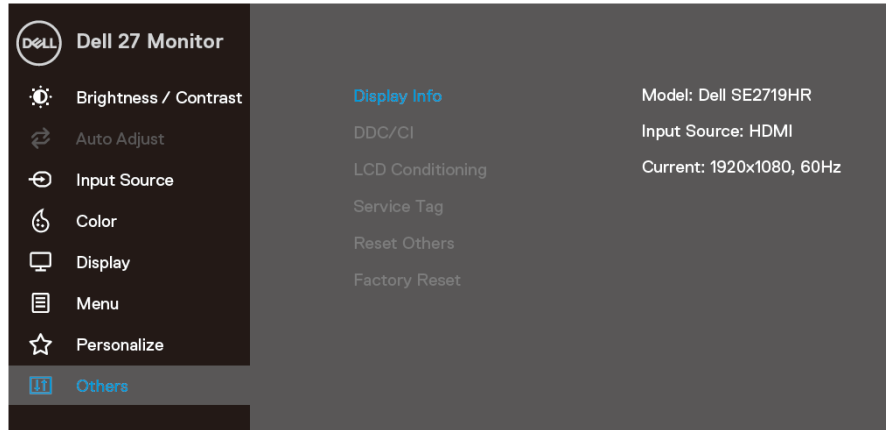 DELL Dell 27 Monitor
Brightness / Contrast
Auto Adjust
Input Source
Color
Display
Menu
Personalize
Others
Display Info
DDC/CI
LCD Conditioning
Service Tag
Reset Others
Factory Reset
Model: Dell SE2719HR
Input Source: HDMI
Current: 1920x1080, 60Hz